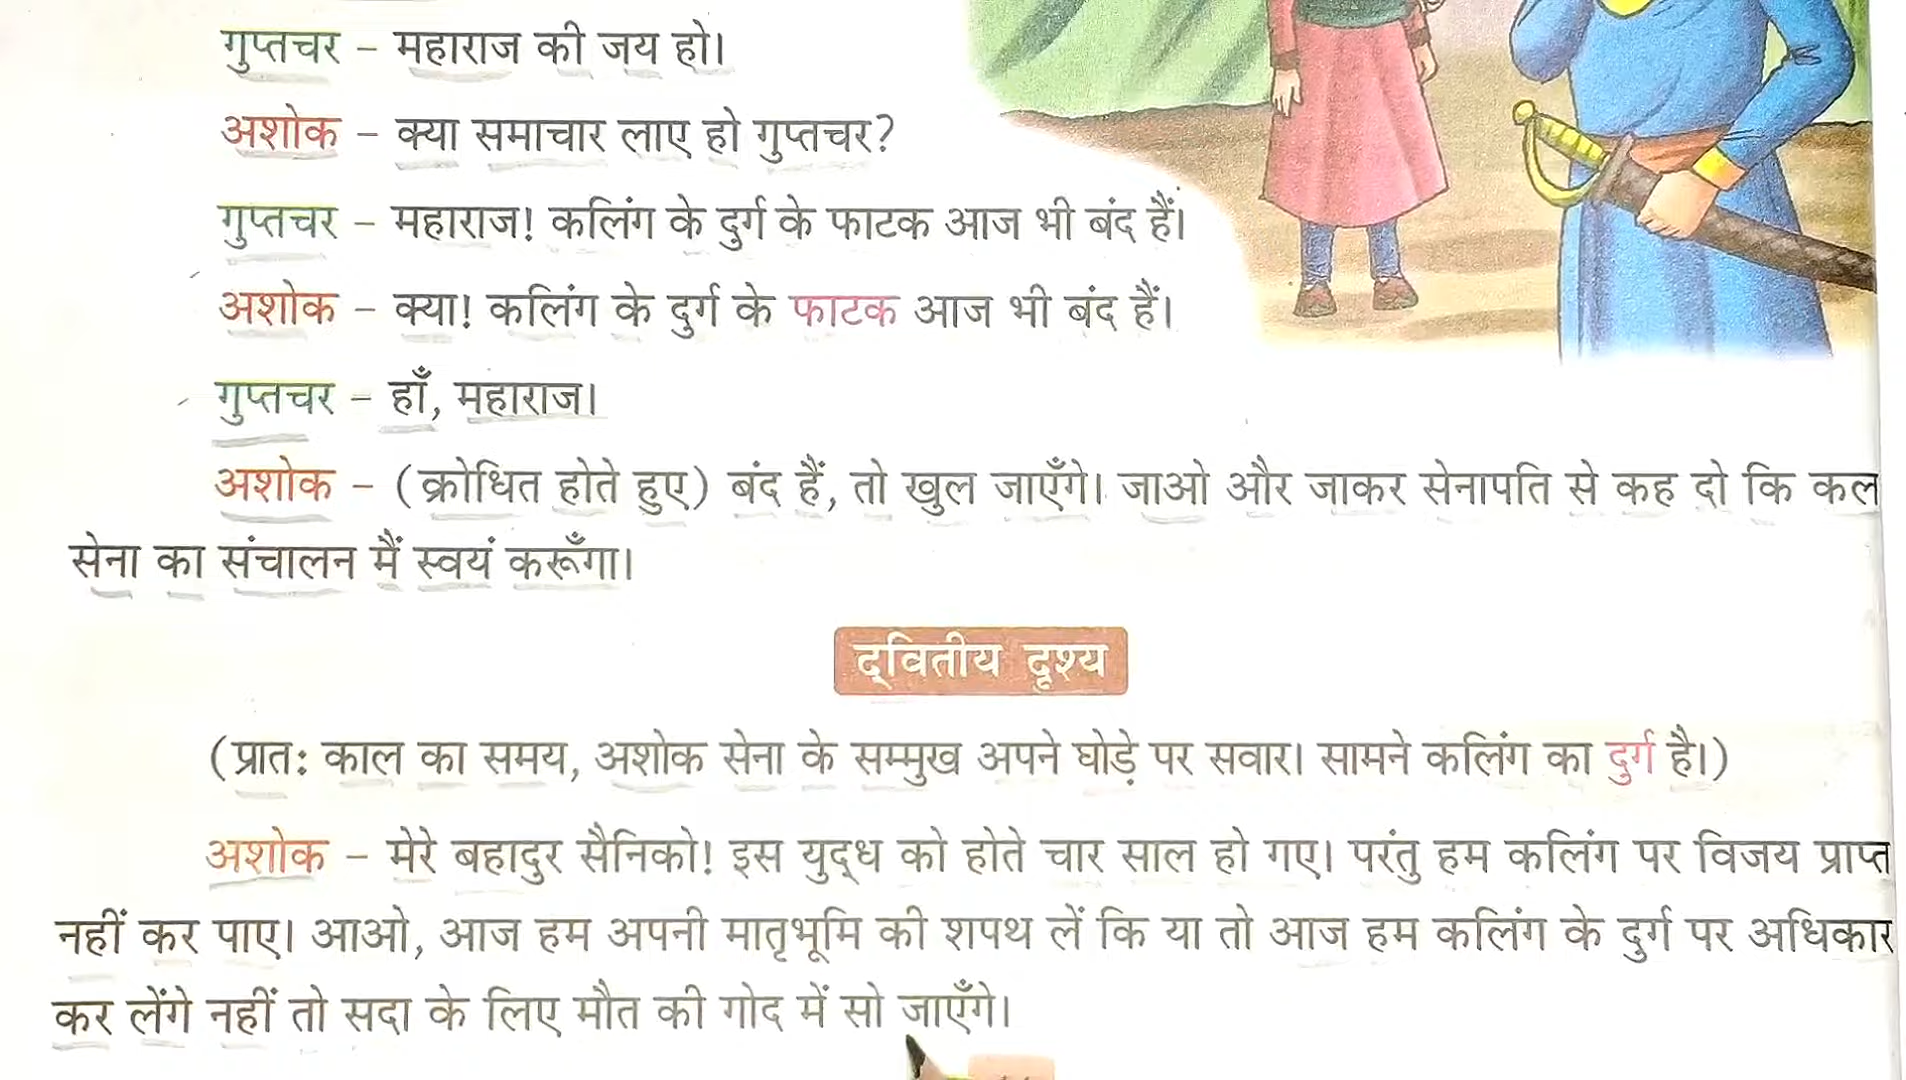 गुप्तचर – महाराज की जय हो।
अशोक – क्या समाचार लाए हो गुप्तचर?
गुप्तचर – महाराज! कलिंग के दुर्ग के फाटक आज भी बंद हैं।
अशोक – क्या! कलिंग के दुर्ग के फाटक आज भी बंद हैं।
गुप्तचर – हाँ, महाराज।
अशोक – (क्रोधित होते हुए) बंद हैं, तो खुल जाएँगे। जाओ और जाकर सेनापति से कह दो कि कल
सेना का संचालन मैं स्वयं करूँगा।
द्‌वितीय दृश्य
(प्रातः काल का समय, अशोक सेना के सम्मुख अपने घोड़े पर सवार। सामने कलिंग का दुर्ग है।)
अशोक – मेरे बहादुर सैनिको! इस युद्‌ध को होते चार साल हो गए। परंतु हम कलिंग पर विजय प्राप्त
नहीं कर पाए। आओ, आज हम अपनी मातृभूमि की शपथ लें कि या तो आज हम कलिंग के दुर्ग पर अधिकार
कर लेंगे नहीं तो सदा के लिए मौत की गोद में सो जाएँगे।